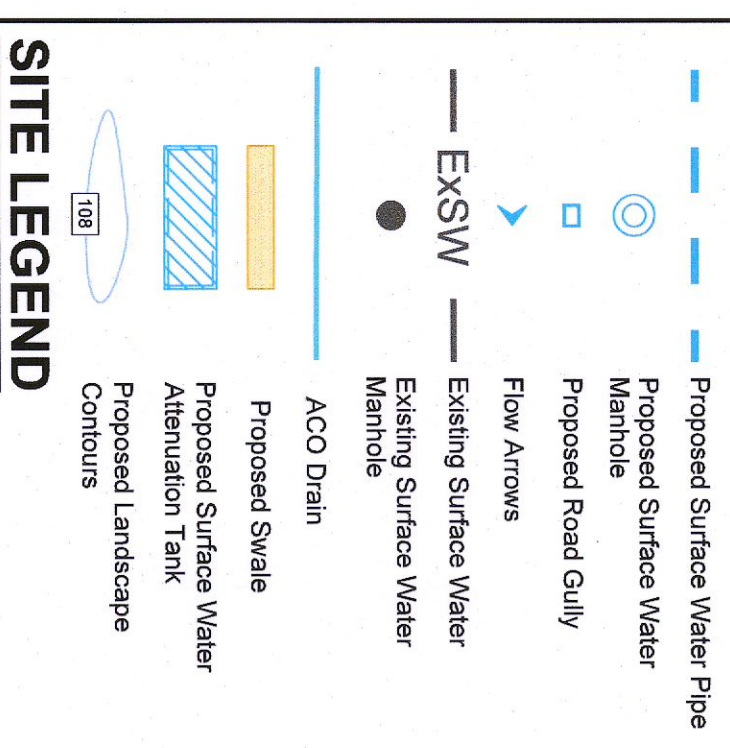 SITE LEGEND
Proposed Surface Water Pipe
Proposed Surface Water
Manhole
Proposed Road Gully
Flow Arrows
ExSW
Existing Surface Water
Existing Surface Water
Manhole
ACO Drain
Proposed Swale
Proposed Surface Water
Attenuation Tank
108
Proposed Landscape
Contours